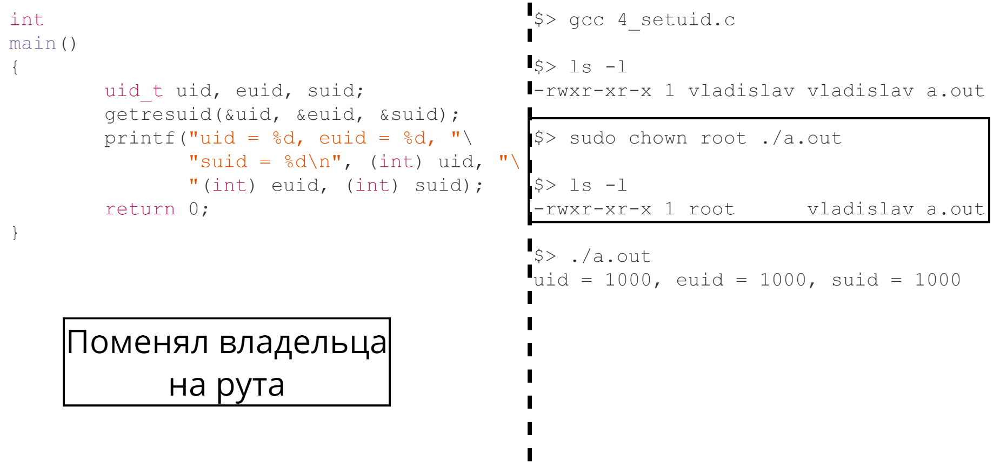 int
main()
{
uid_t uid, euid, suid;
getresuid(&uid, &euid, &suid);
printf("uid = %d, euid = %d, "\
"suid = %d\n", (int) uid, "\
"(int) euid, (int) suid);
return 0;
}
Поменял владельца
на рута
$> gcc 4_setuid.c
$> ls -l
-rwxr-xr-x 1 vladislav vladislav a.out
$> sudo chown root ./a.out
$> ls -l
-rwxr-xr-x 1 root      vladislav a.out
$> ./a.out
uid = 1000, euid = 1000, suid = 1000